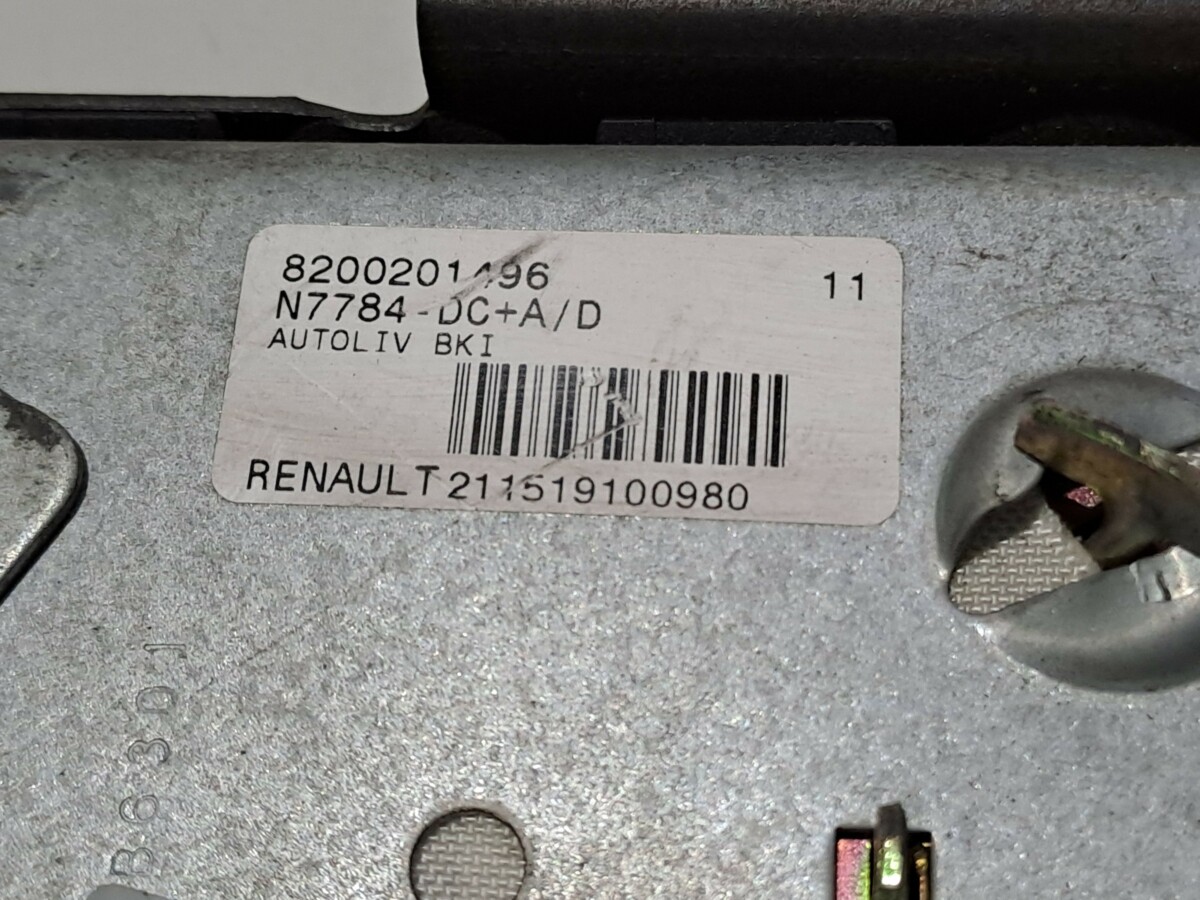 8200201496
11
N7784-DC+A/D
AUTOLIV BKI
RENAULT 211519100980